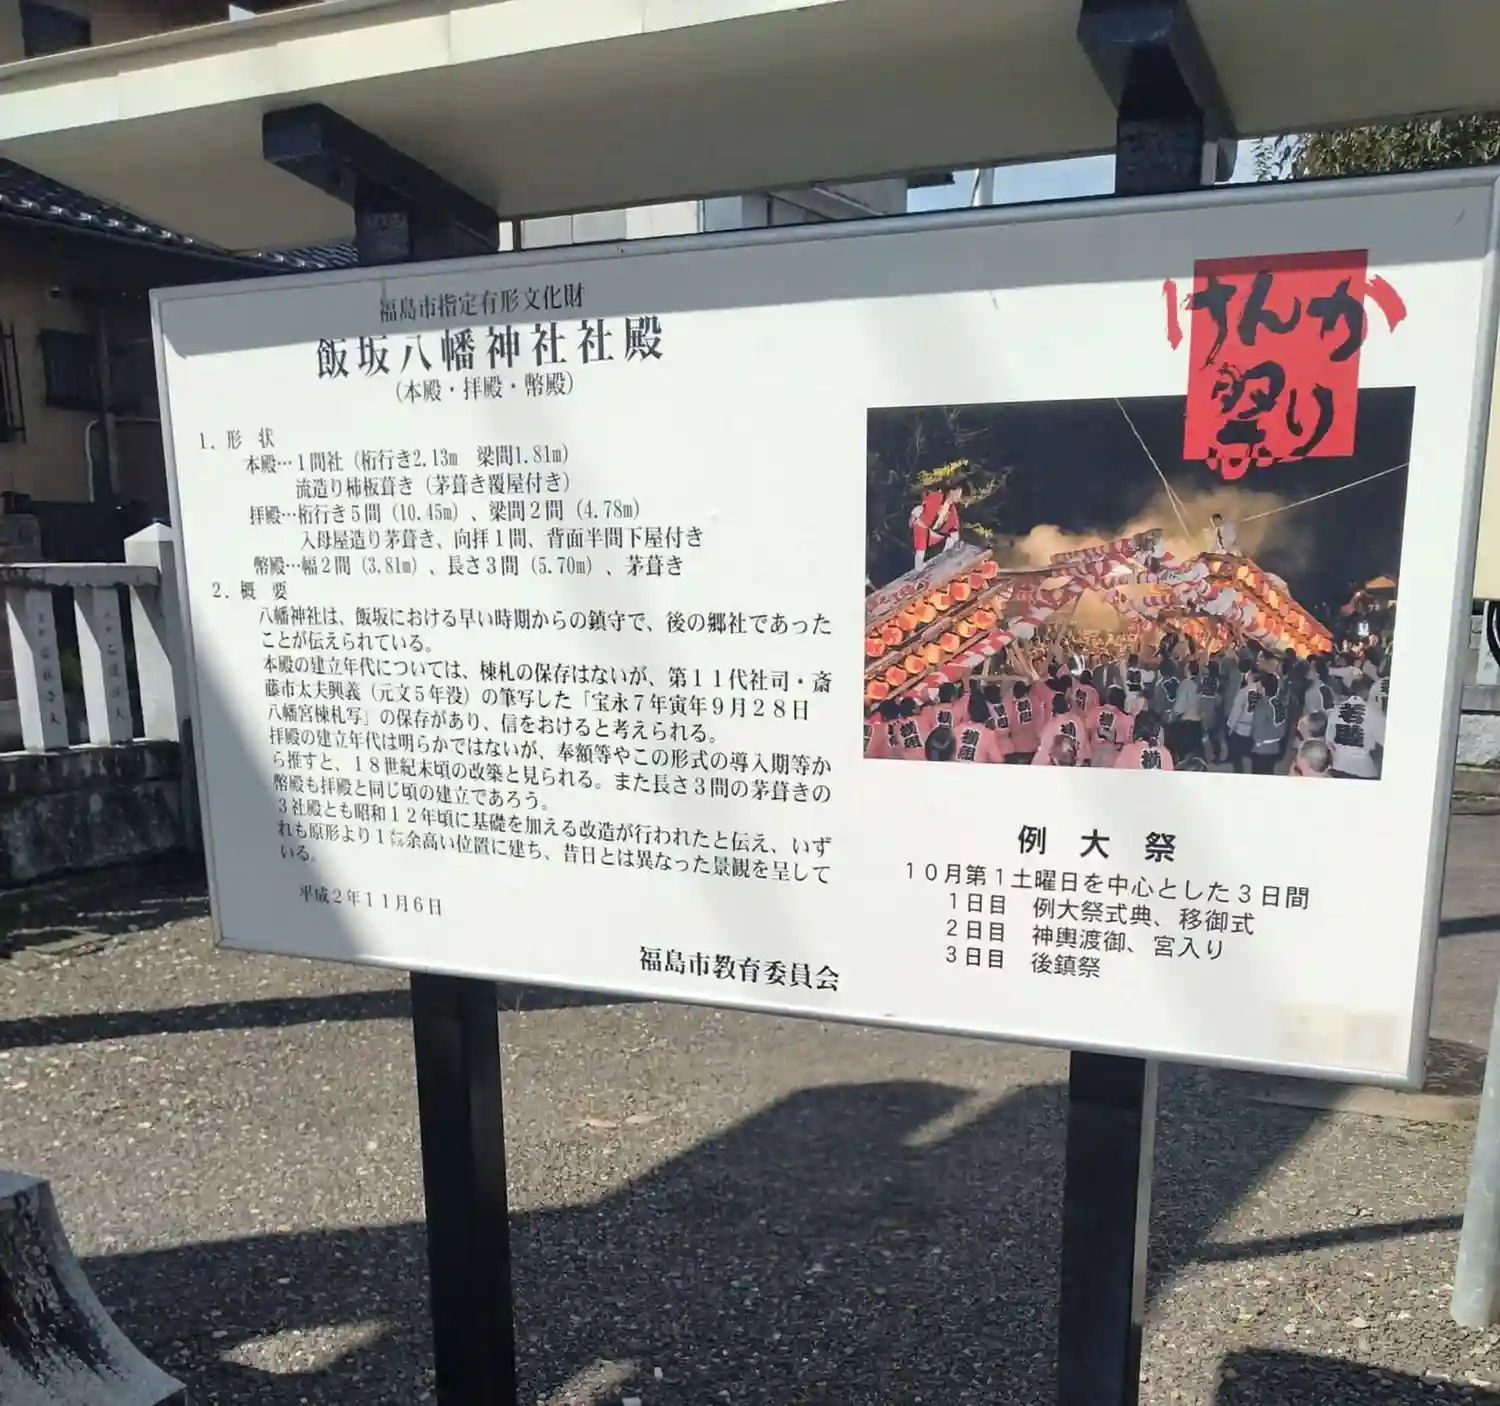 福島市指定有形文化財
飯坂八幡神社社殿
（本殿・拝殿・幣殿）
１．形　状
本殿…１間社（桁行き2.13m　梁間1.81m）
流造り柿板葺き（茅葺き覆屋付き）
拝殿…桁行き５間（10.45m）、梁間２間（4.78m）
入母屋造り茅葺き、向拝１間、背面半間下屋付き
幣殿…幅２間（3.81m）、長さ３間（5.70m）、茅葺き
２．概　要
八幡神社は、飯坂における早い時期からの鎮守で、後の郷社であった
ことが伝えられている。
本殿の建立年代については、棟札の保存はないが、第１１代社司・斎
藤市太夫興義（元文５年没）の筆写した「宝永７年寅年９月２８日
八幡宮棟札写」の保存があり、信をおけると考えられる。
拝殿の建立年代は明らかではないが、奉額等やこの形式の導入期等か
ら推すと、１８世紀末頃の改築と見られる。また長さ３間の茅葺きの
幣殿も拝殿と同じ頃の建立であろう。
３社殿とも昭和１２年頃に基礎を加える改造が行われたと伝え、いず
れも原形より１㍍余高い位置に建ち、昔日とは異なった景観を呈して
いる。
平成２年１１月６日
福島市教育委員会
けんか
祭り
若陸
例　大　祭
１０月第１土曜日を中心とした３日間
１日目　例大祭式典、移御式
２日目　神輿渡御、宮入り
３日目　後鎮祭